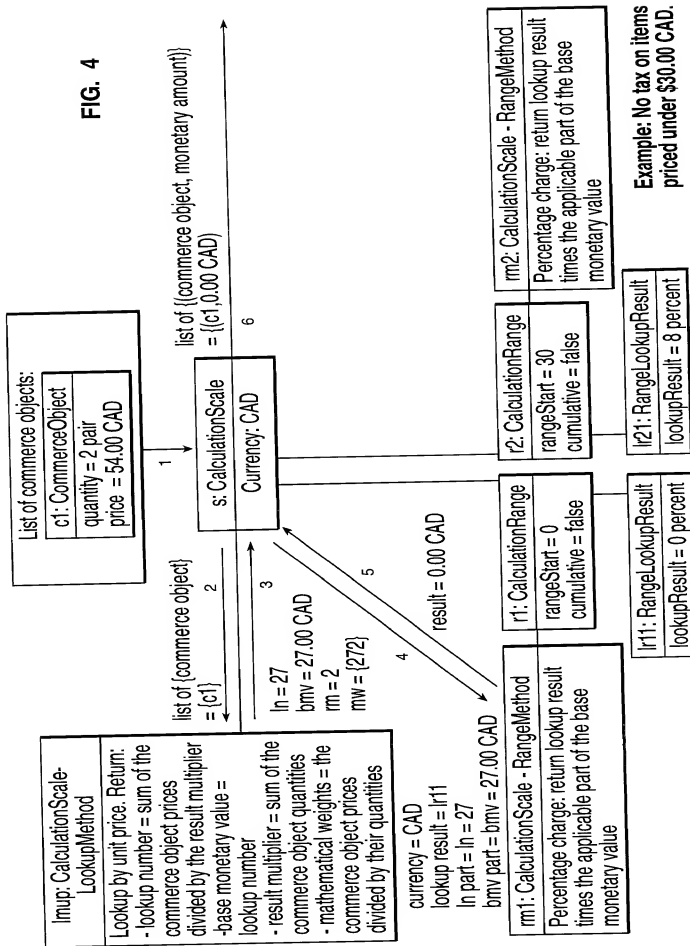 FIG. 4
List of commerce objects:
c1: CommerceObject
quantity = 2 pair
price = 54.00 CAD
1
lmup: CalculationScale-
LookupMethod
Lookup by unit price. Return:
- lookup number = sum of the
commerce object prices
divided by the result multiplier
-base monetary value =
lookup number
- result multiplier = sum of the
commerce object quantities
- mathematical weights = the
commerce object prices
divided by their quantities
list of {commerce object}
= {c1}
2
3
ln = 27
bmv = 27.00 CAD
rm = 2
mw = {272}
s: CalculationScale
Currency: CAD
list of {(commerce object, monetary amount)}
= {(c1,0.00 CAD)
6
4
5
result = 0.00 CAD
currency = CAD
lookup result = lr11
ln part = ln = 27
bmv part = bmv = 27.00 CAD
rm1: CalculationScale - RangeMethod
Percentage charge: return lookup result
times the applicable part of the base
monetary value
r1: CalculationRange
rangeStart = 0
cumulative = false
lr11: RangeLookupResult
lookupResult = 0 percent
r2: CalculationRange
rangeStart = 30
cumulative = false
lr21: RangeLookupResult
lookupResult = 8 percent
rm2: CalculationScale - RangeMethod
Percentage charge: return lookup result
times the applicable part of the base
monetary value
Example: No tax on items
priced under $30.00 CAD.